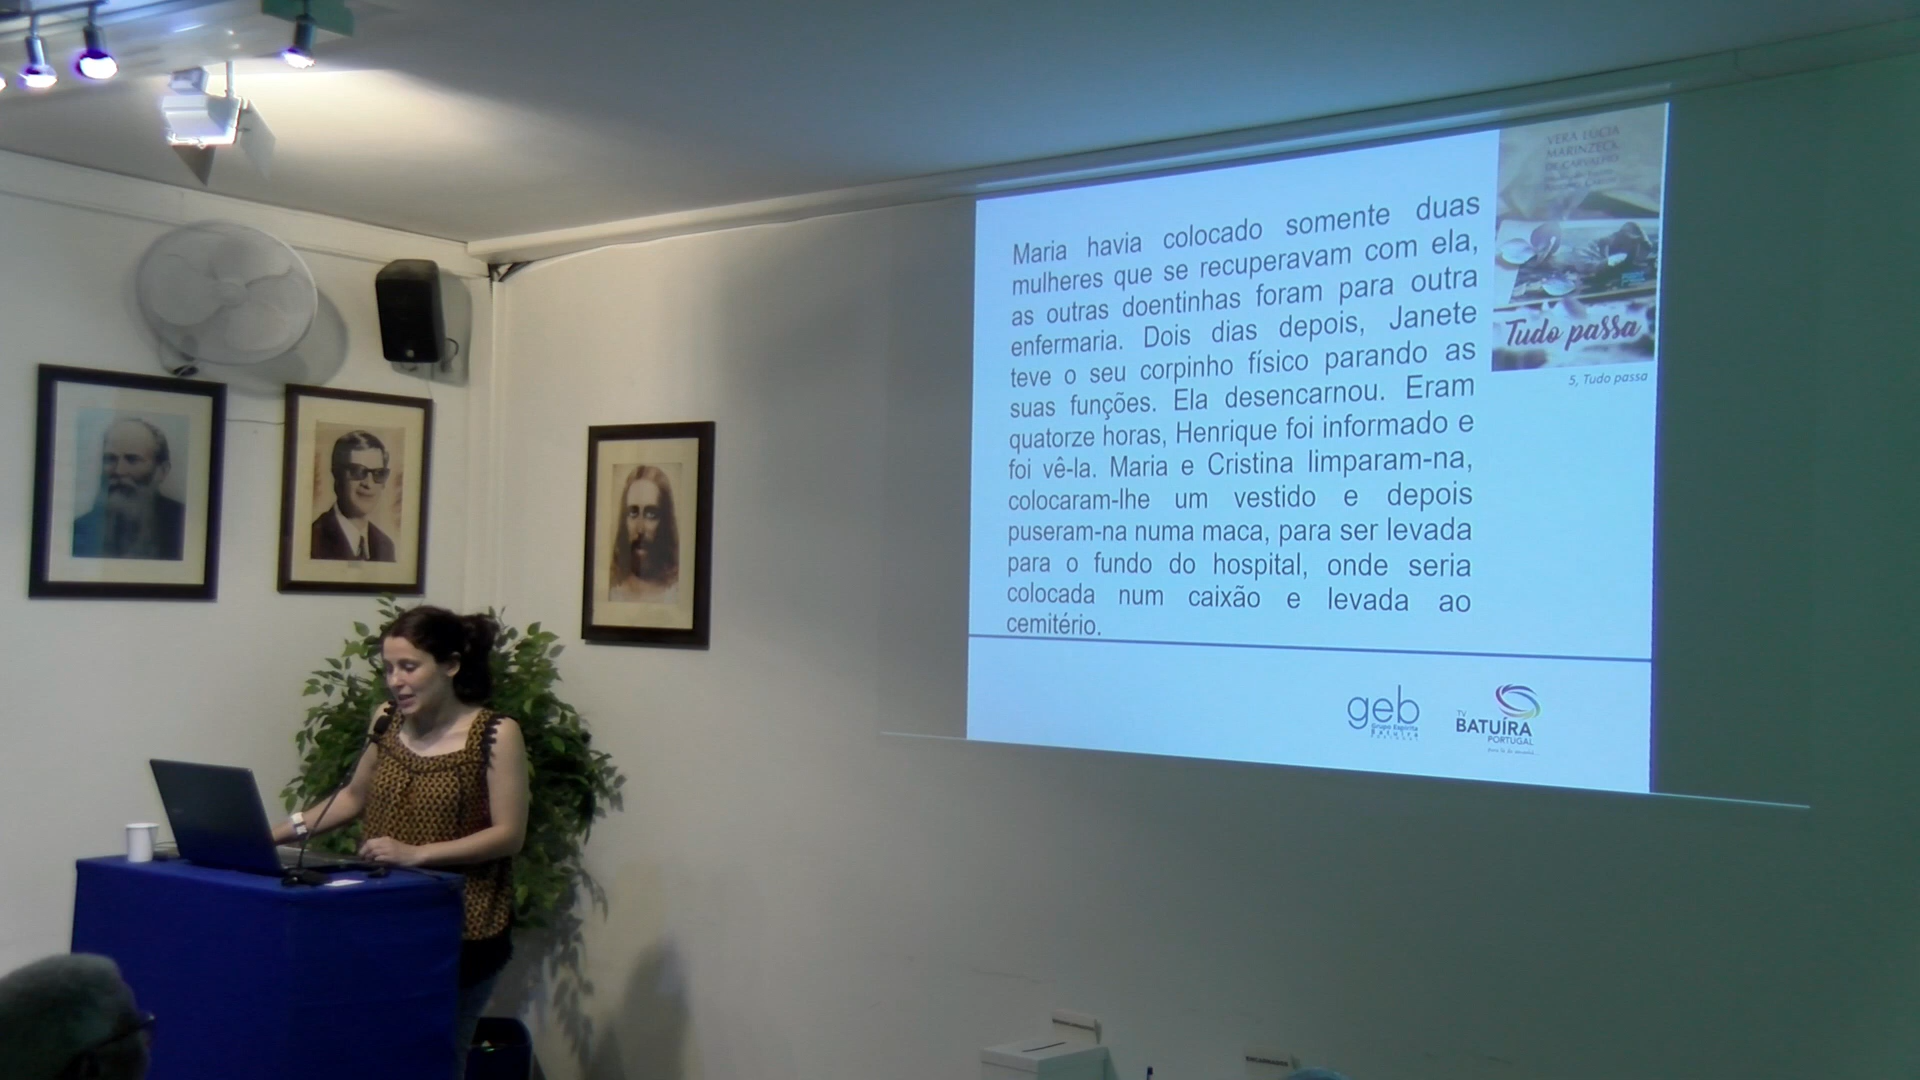 Maria havia colocado somente duas
mulheres que se recuperavam com ela,
as outras doentinhas foram para outra
enfermaria. Dois dias depois, Janete
teve o seu corpinho físico parando as
suas funções. Ela desencarnou. Eram
quatorze horas, Henrique foi informado e
foi vê-la. Maria e Cristina limparam-na,
colocaram-lhe um vestido e depois
puseram-na numa maca, para ser levada
para o fundo do hospital, onde seria
colocada num caixão e levada ao
cemitério.
VERA LÚCIA
MARINZECK
DE CARVALHO
Tudo passa
5, Tudo passa
geb
Grupo Espírita
Batuíra
TV
BATUÍRA
PORTUGAL